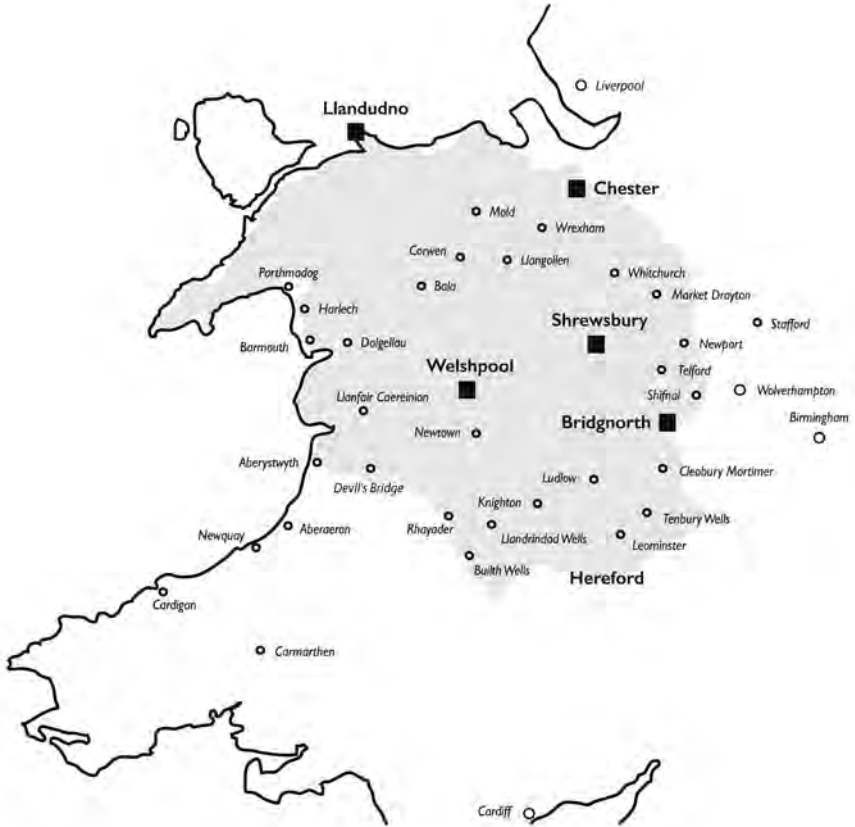 Liverpool
Llandudno
Chester
Mold
Wrexham
Corwen
Llangollen
Whitchurch
Porthmadog
Bala
Market Drayton
Harlech
Shrewsbury
Stafford
Barmouth
Dolgellau
Newport
Welshpool
Telford
Llanfair Caereinion
Shifnal
Wolverhampton
Bridgnorth
Birmingham
Newtown
Aberystwyth
Ludlow
Cleobury Mortimer
Devil's Bridge
Knighton
Tenbury Wells
Rhayader
Llandrindod Wells
Newquay
Aberaeron
Leominster
Builth Wells
Hereford
Cardigan
Carmarthen
Cardiff